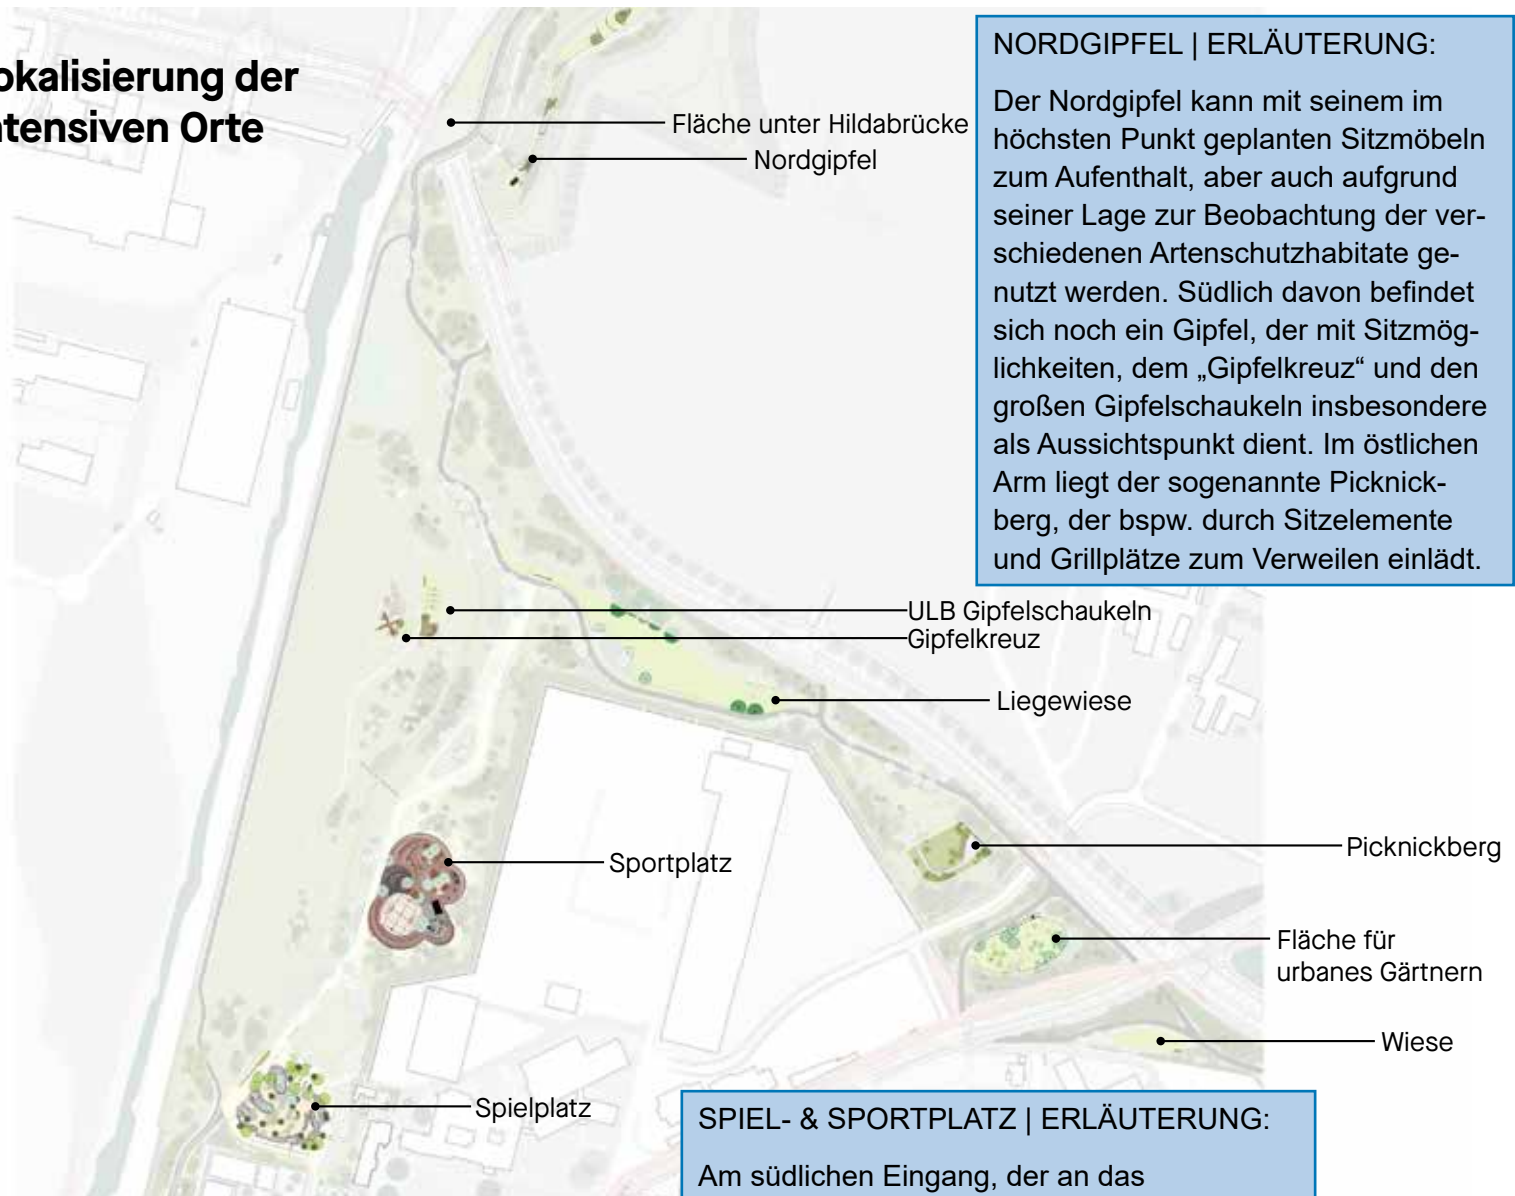 okalisierung der
ntensiven Orte
Fläche unter Hildabrücke
Nordgipfel
NORDGIPFEL | ERLÄUTERUNG:
Der Nordgipfel kann mit seinem im
höchsten Punkt geplanten Sitzmöbeln
zum Aufenthalt, aber auch aufgrund
seiner Lage zur Beobachtung der ver-
schiedenen Artenschutzhabitate ge-
nutzt werden. Südlich davon befindet
sich noch ein Gipfel, der mit Sitzmög-
lichkeiten, dem „Gipfelkreuz“ und den
großen Gipfelschaukeln insbesondere
als Aussichtspunkt dient. Im östlichen
Arm liegt der sogenannte Picknick-
berg, der bspw. durch Sitzelemente
und Grillplätze zum Verweilen einlädt.
ULB Gipfelschaukeln
Gipfelkreuz
Liegewiese
Picknickberg
Sportplatz
Fläche für
urbanes Gärtnern
Wiese
Spielplatz
SPIEL- & SPORTPLATZ | ERLÄUTERUNG:
Am südlichen Eingang, der an das